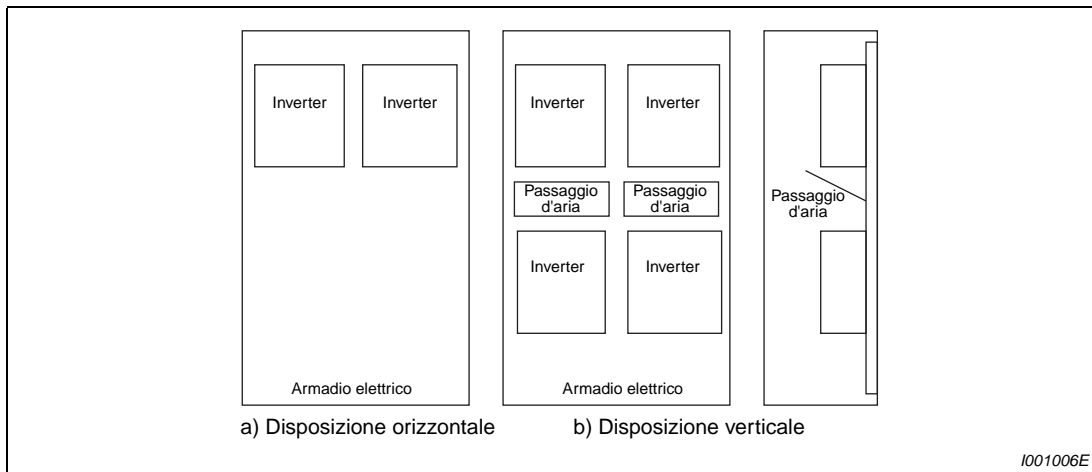 Inverter
Inverter
Armadio elettrico
a) Disposizione orizzontale
Inverter
Inverter
Passaggio
d'aria
Passaggio
d'aria
Inverter
Inverter
Armadio elettrico
b) Disposizione verticale
Passaggio
d'aria
I001006E